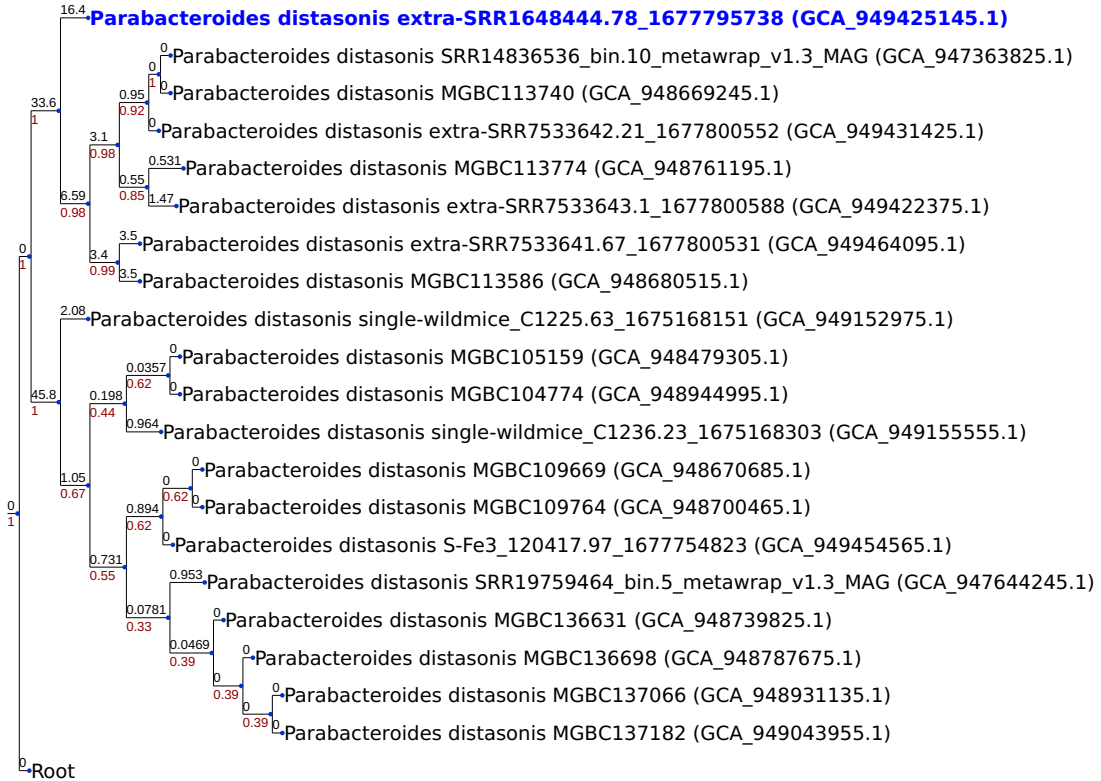 16.4
Parabacteroides distasonis extra-SRR1648444.78_1677795738 (GCA_949425145.1)
0
Parabacteroides distasonis SRR14836536_bin.10_metawrap_v1.3_MAG (GCA_947363825.1)
0
1
0
Parabacteroides distasonis MGBC113740 (GCA_948669245.1)
0.95
0.92
33.6
1
0
Parabacteroides distasonis extra-SRR7533642.21_1677800552 (GCA_949431425.1)
3.1
0.98
0.531
Parabacteroides distasonis MGBC113774 (GCA_948761195.1)
0.55
0.85
6.59
0.98
1.47
Parabacteroides distasonis extra-SRR7533643.1_1677800588 (GCA_949422375.1)
3.5
Parabacteroides distasonis extra-SRR7533641.67_1677800531 (GCA_949464095.1)
0
1
3.4
0.99
3.5
Parabacteroides distasonis MGBC113586 (GCA_948680515.1)
2.08
Parabacteroides distasonis single-wildmice_C1225.63_1675168151 (GCA_949152975.1)
0
Parabacteroides distasonis MGBC105159 (GCA_948479305.1)
0.0357
0.62
0
Parabacteroides distasonis MGBC104774 (GCA_948944995.1)
45.8
1
0.198
0.44
0.964
Parabacteroides distasonis single-wildmice_C1236.23_1675168303 (GCA_949155555.1)
0
Parabacteroides distasonis MGBC109669 (GCA_948670685.1)
1.05
0.67
0
0.62
0
Parabacteroides distasonis MGBC109764 (GCA_948700465.1)
0
1
0.894
0.62
0
Parabacteroides distasonis S-Fe3_120417.97_1677754823 (GCA_949454565.1)
0.731
0.55
0.953
Parabacteroides distasonis SRR19759464_bin.5_metawrap_v1.3_MAG (GCA_947644245.1)
0.0781
0.33
0
Parabacteroides distasonis MGBC136631 (GCA_948739825.1)
0.0469
0.39
0
Parabacteroides distasonis MGBC136698 (GCA_948787675.1)
0
0.39
0
Parabacteroides distasonis MGBC137066 (GCA_948931135.1)
0
0.39
0
Parabacteroides distasonis MGBC137182 (GCA_949043955.1)
0
Root